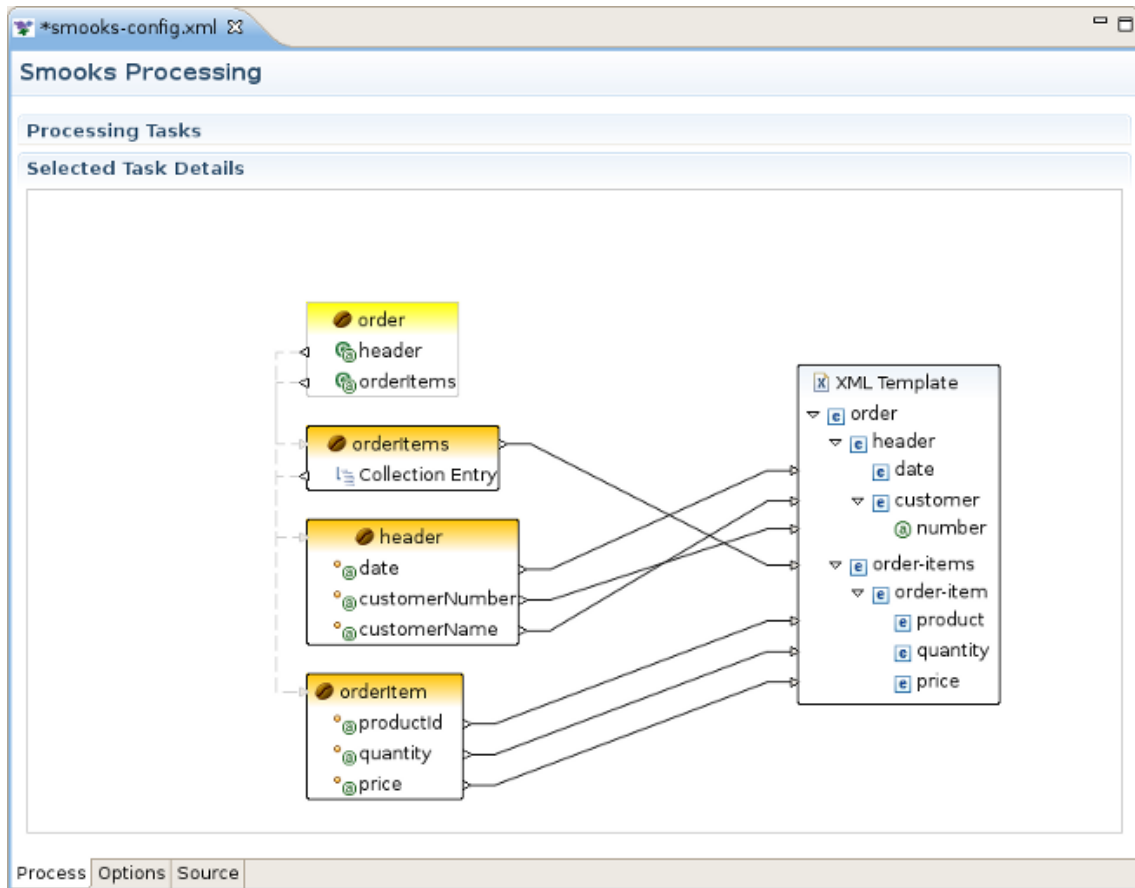 *smooks-config.xml
Smooks Processing
Processing Tasks
Selected Task Details
order
header
orderItems
orderItems
Collection Entry
header
date
customerNumber
customerName
orderItem
productId
quantity
price
XML Template
order
header
date
customer
number
order-items
order-item
product
quantity
price
Process Options Source